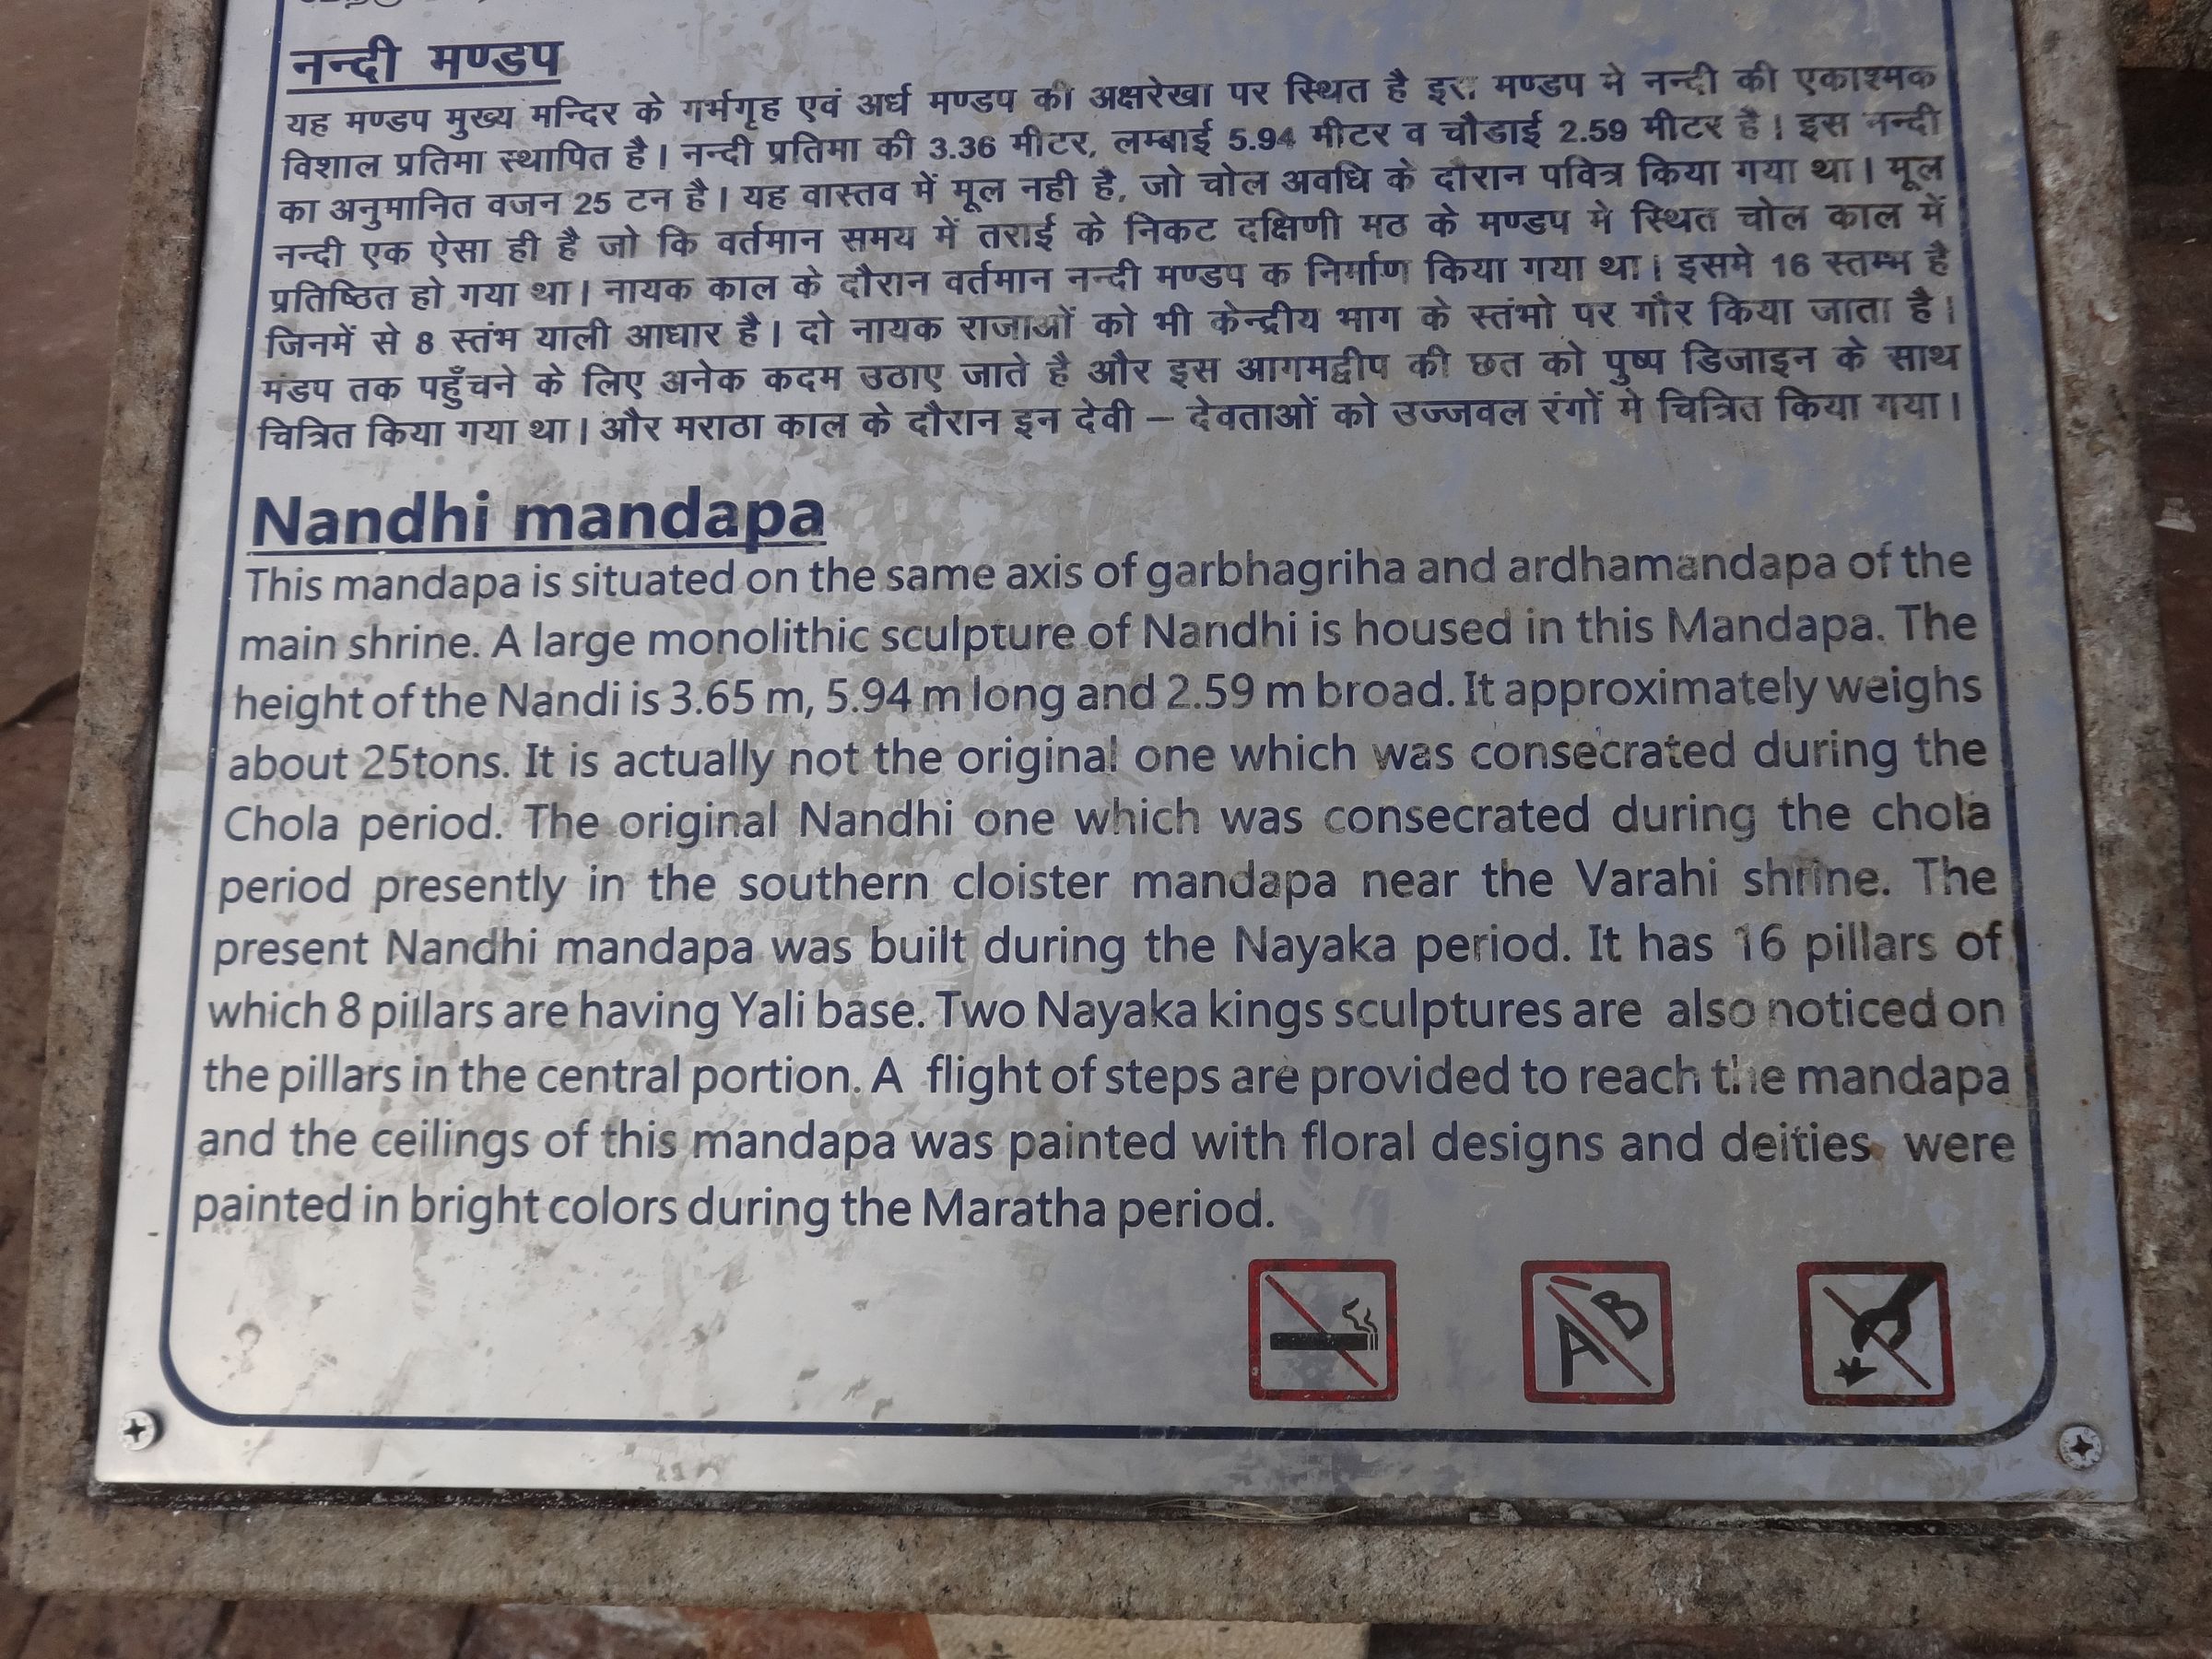 नन्दी मण्डप
यह मण्डप मुख्य मन्दिर के गर्भगृह एवं अर्ध मण्डप की अक्षरेखा पर स्थित है इस मण्डप मे नन्दी की एकाश्मक
विशाल प्रतिमा स्थापित है। नन्दी प्रतिमा की 3.36 मीटर, लम्बाई 5.94 मीटर व चौडाई 2.59 मीटर है। इस नन्दी
का अनुमानित वजन 25 टन है। यह वास्तव में मूल नही है, जो चोल अवधि के दौरान पवित्र किया गया था। मूल
नन्दी एक ऐसा ही है जो कि वर्तमान समय में तराई के निकट दक्षिणी मठ के मण्डप मे स्थित चोल काल में
प्रतिष्ठित हो गया था। नायक काल के दौरान वर्तमान नन्दी मण्डप क निर्माण किया गया था। इसमे 16 स्तम्भ है
जिनमें से 8 स्तंभ याली आधार है। दो नायक राजाओं को भी केन्द्रीय भाग के स्तंभो पर गौर किया जाता है।
मंडप तक पहुँचने के लिए अनेक कदम उठाए जाते है और इस आगमद्वीप की छत को पुष्प डिजाइन के साथ
चित्रित किया गया था। और मराठा काल के दौरान इन देवी – देवताओं को उज्जवल रंगों मे चित्रित किया गया।
Nandhi mandapa
This mandapa is situated on the same axis of garbhagriha and ardhamandapa of the
main shrine. A large monolithic sculpture of Nandhi is housed in this Mandapa. The
height of the Nandi is 3.65 m, 5.94 m long and 2.59 m broad. It approximately weighs
about 25tons. It is actually not the original one which was consecrated during the
Chola period. The original Nandhi one which was consecrated during the chola
period presently in the southern cloister mandapa near the Varahi shrine. The
present Nandhi mandapa was built during the Nayaka period. It has 16 pillars of
which 8 pillars are having Yali base. Two Nayaka kings sculptures are also noticed on
the pillars in the central portion. A flight of steps are provided to reach the mandapa
and the ceilings of this mandapa was painted with floral designs and deities were
painted in bright colors during the Maratha period.
A B